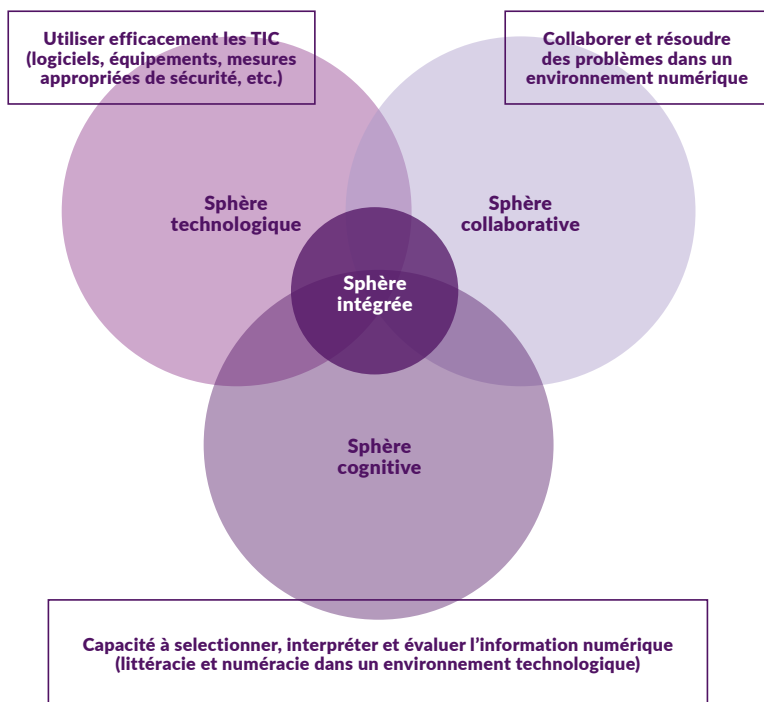 Utiliser efficacement les TIC
(logiciels, équipements, mesures
appropriées de sécurité, etc.)
Collaborer et résoudre
des problèmes dans un
environnement numérique
Sphère
technologique
Sphère
collaborative
Sphère
intégrée
Sphère
cognitive
Capacité à selectionner, interpréter et évaluer l’information numérique
(littéracie et numéracie dans un environnement technologique)